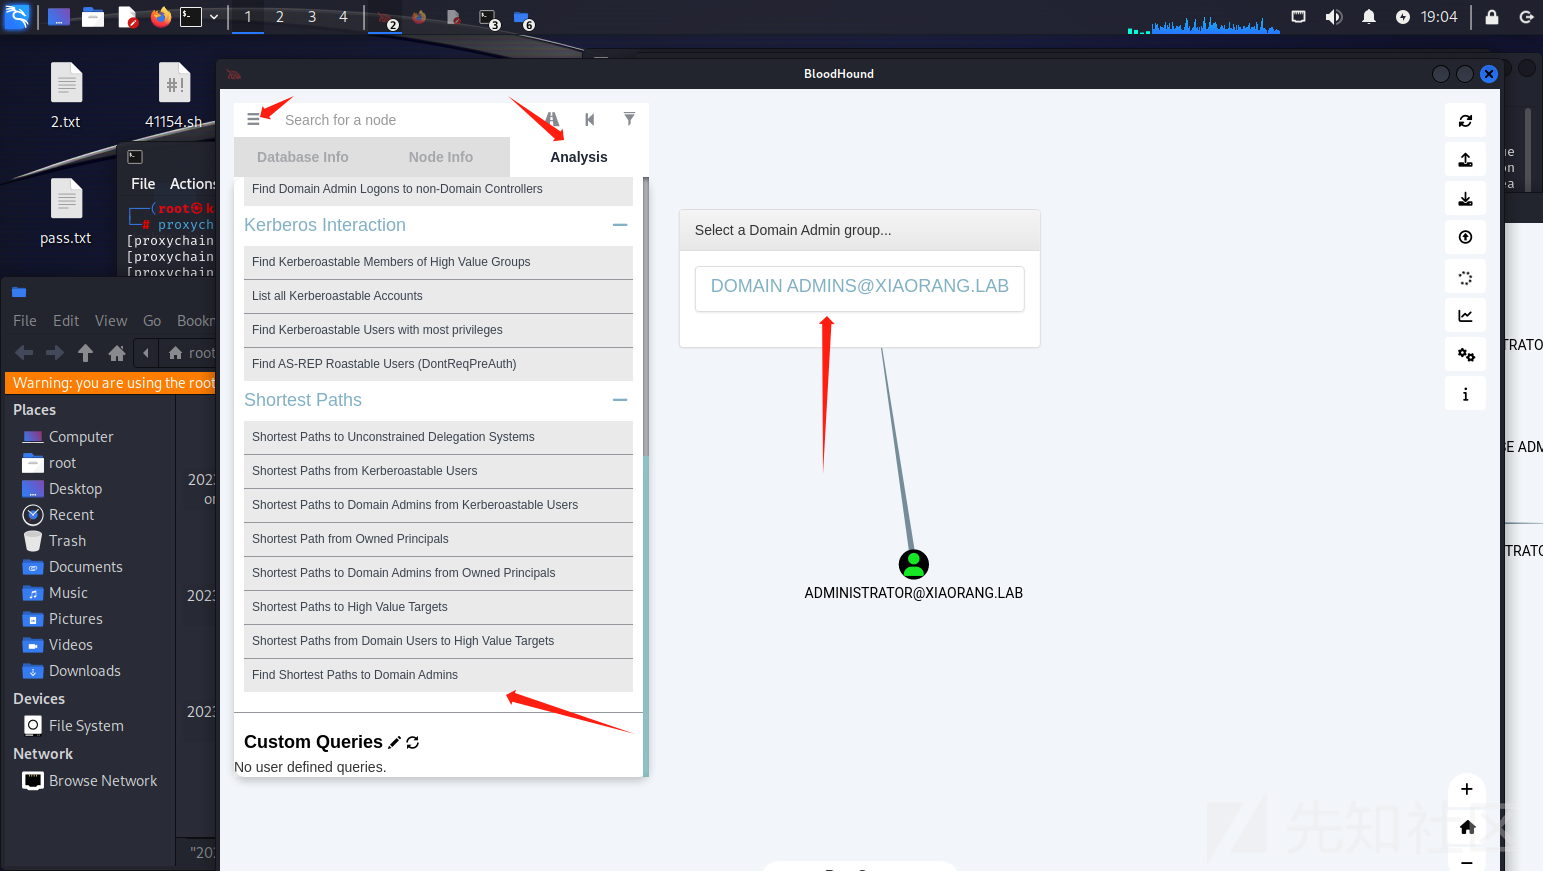 1 2 3 4
2
3
6
19:04
2.txt
41154.sh
pass.txt
File Actions
root
# proxych
[proxychain
[proxychain
[proxychain
File Edit View Go Bookn
root
Warning: you are using the root
Places
Computer
root
Desktop
Recent
Trash
Documents
Music
Pictures
Videos
Downloads
Devices
File System
Network
Browse Network
2023
2023
"202
BloodHound
Search for a node
Database Info
Node Info
Analysis
Find Domain Admin Logons to non-Domain Controllers
Kerberos Interaction
Find Kerberoastable Members of High Value Groups
List all Kerberoastable Accounts
Find Kerberoastable Users with most privileges
Find AS-REP Roastable Users (DontReqPreAuth)
Shortest Paths
Shortest Paths to Unconstrained Delegation Systems
Shortest Paths from Kerberoastable Users
Shortest Paths to Domain Admins from Kerberoastable Users
Shortest Path from Owned Principals
Shortest Paths to Domain Admins from Owned Principals
Shortest Paths to High Value Targets
Shortest Paths from Domain Users to High Value Targets
Find Shortest Paths to Domain Admins
Custom Queries
No user defined queries.
Select a Domain Admin group...
DOMAIN ADMINS@XIAORANG.LAB
ADMINISTRATOR@XIAORANG.LAB
TRATO
E ADM
TRATO
先知社区